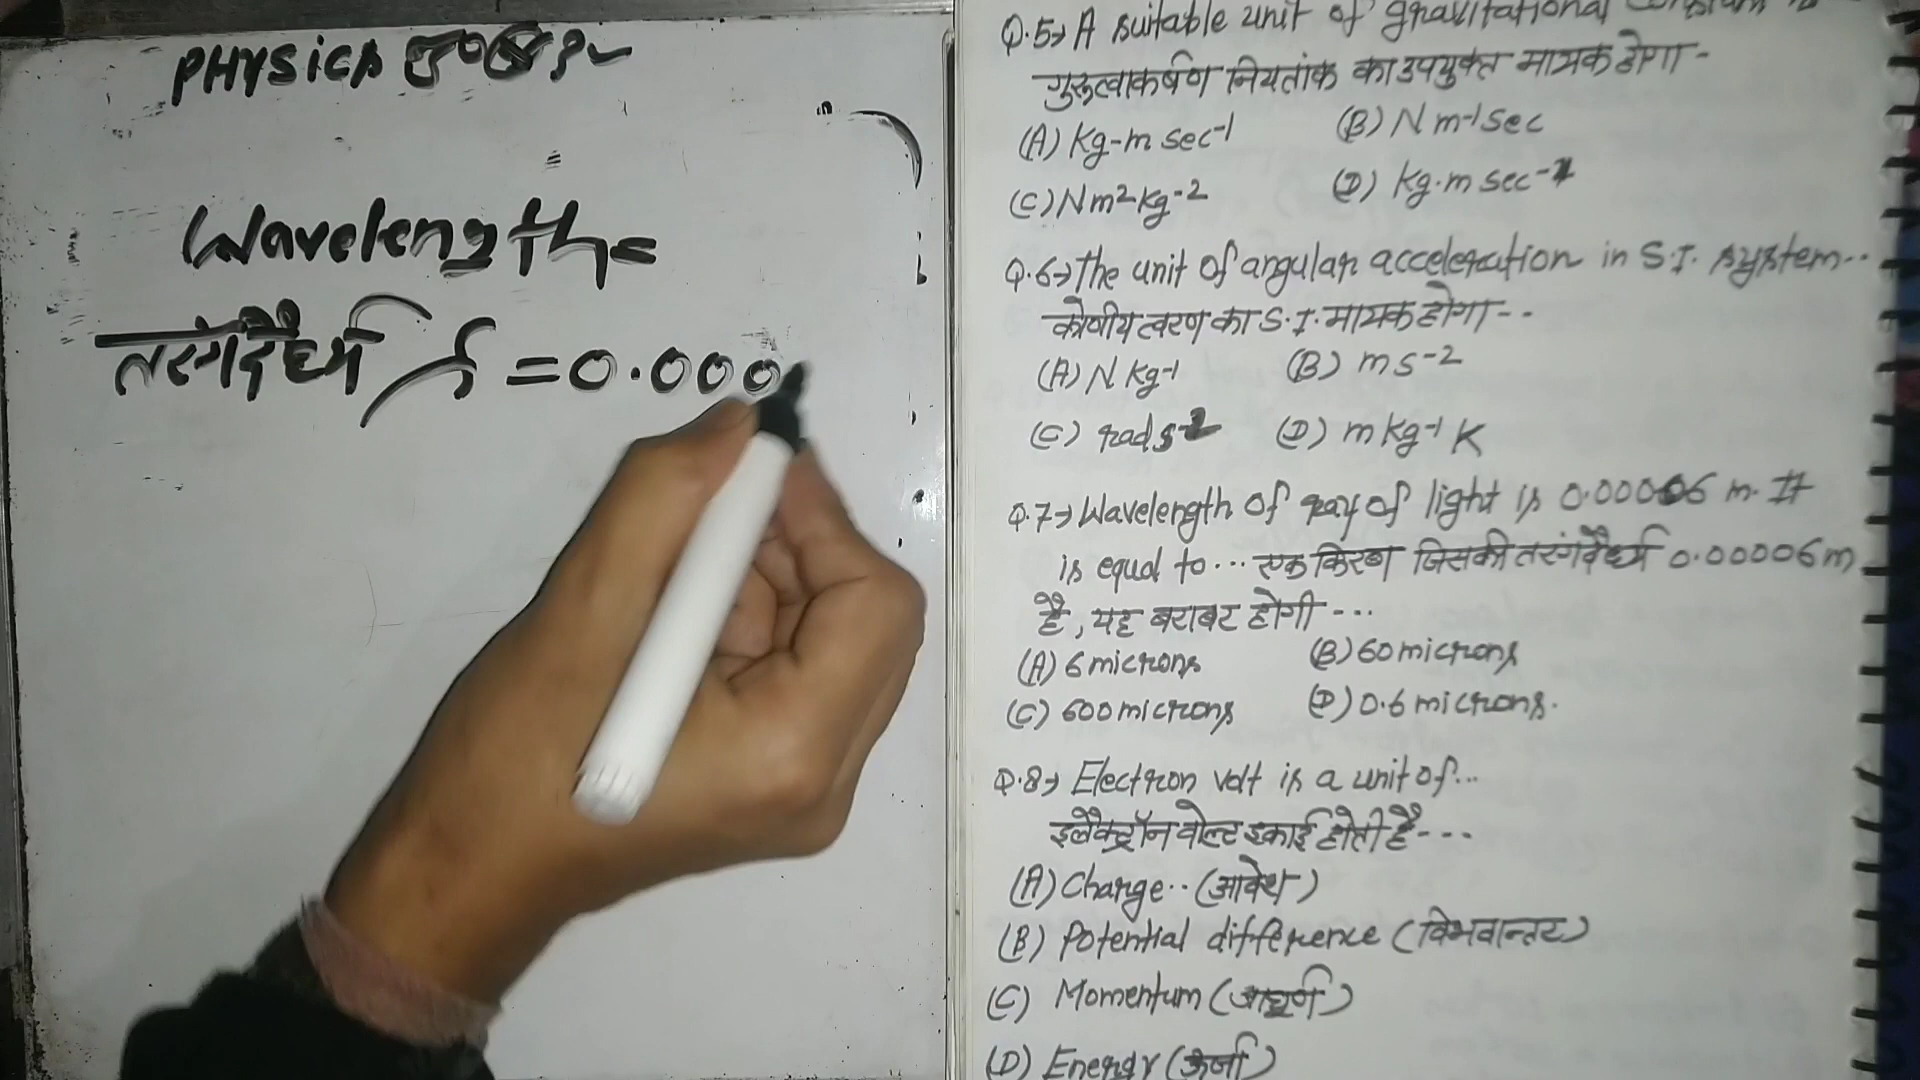 PHYSICS
Wavelength =
तरंगदैर्ध्य λ = 0.000
Q.5→ A suitable unit of gravitational
गुरुत्वाकर्षण नियतांक का उपयुक्त मात्रक होगा -
(A) Kg-m sec-1 (B) N m-1 sec
(C) N m2 kg-2 (D) Kg.m sec-1
Q.6→ The unit of angular acceleration in S.I. system...
कोणीय त्वरण का S.I. मात्रक होगा --
(A) N kg-1 (B) m s-2
(C) rad s-2 (D) m kg-1 K
Q.7→ Wavelength of ray of light is 0.00006 m. It
is equal to ... एक किरण जिसकी तरंगदैर्ध्य 0.00006m
है, यह बराबर होगी ---
(A) 6 microns (B) 60 microns
(C) 600 microns (D) 0.6 microns.
Q.8→ Electron volt is a unit of...
इलैक्ट्रॉन वोल्ट इकाई होती है----
(A) Charge.. (आवेश)
(B) Potential difference (विभवान्तर)
(C) Momentum (आघूर्ण)
(D) Energy (ऊर्जा)